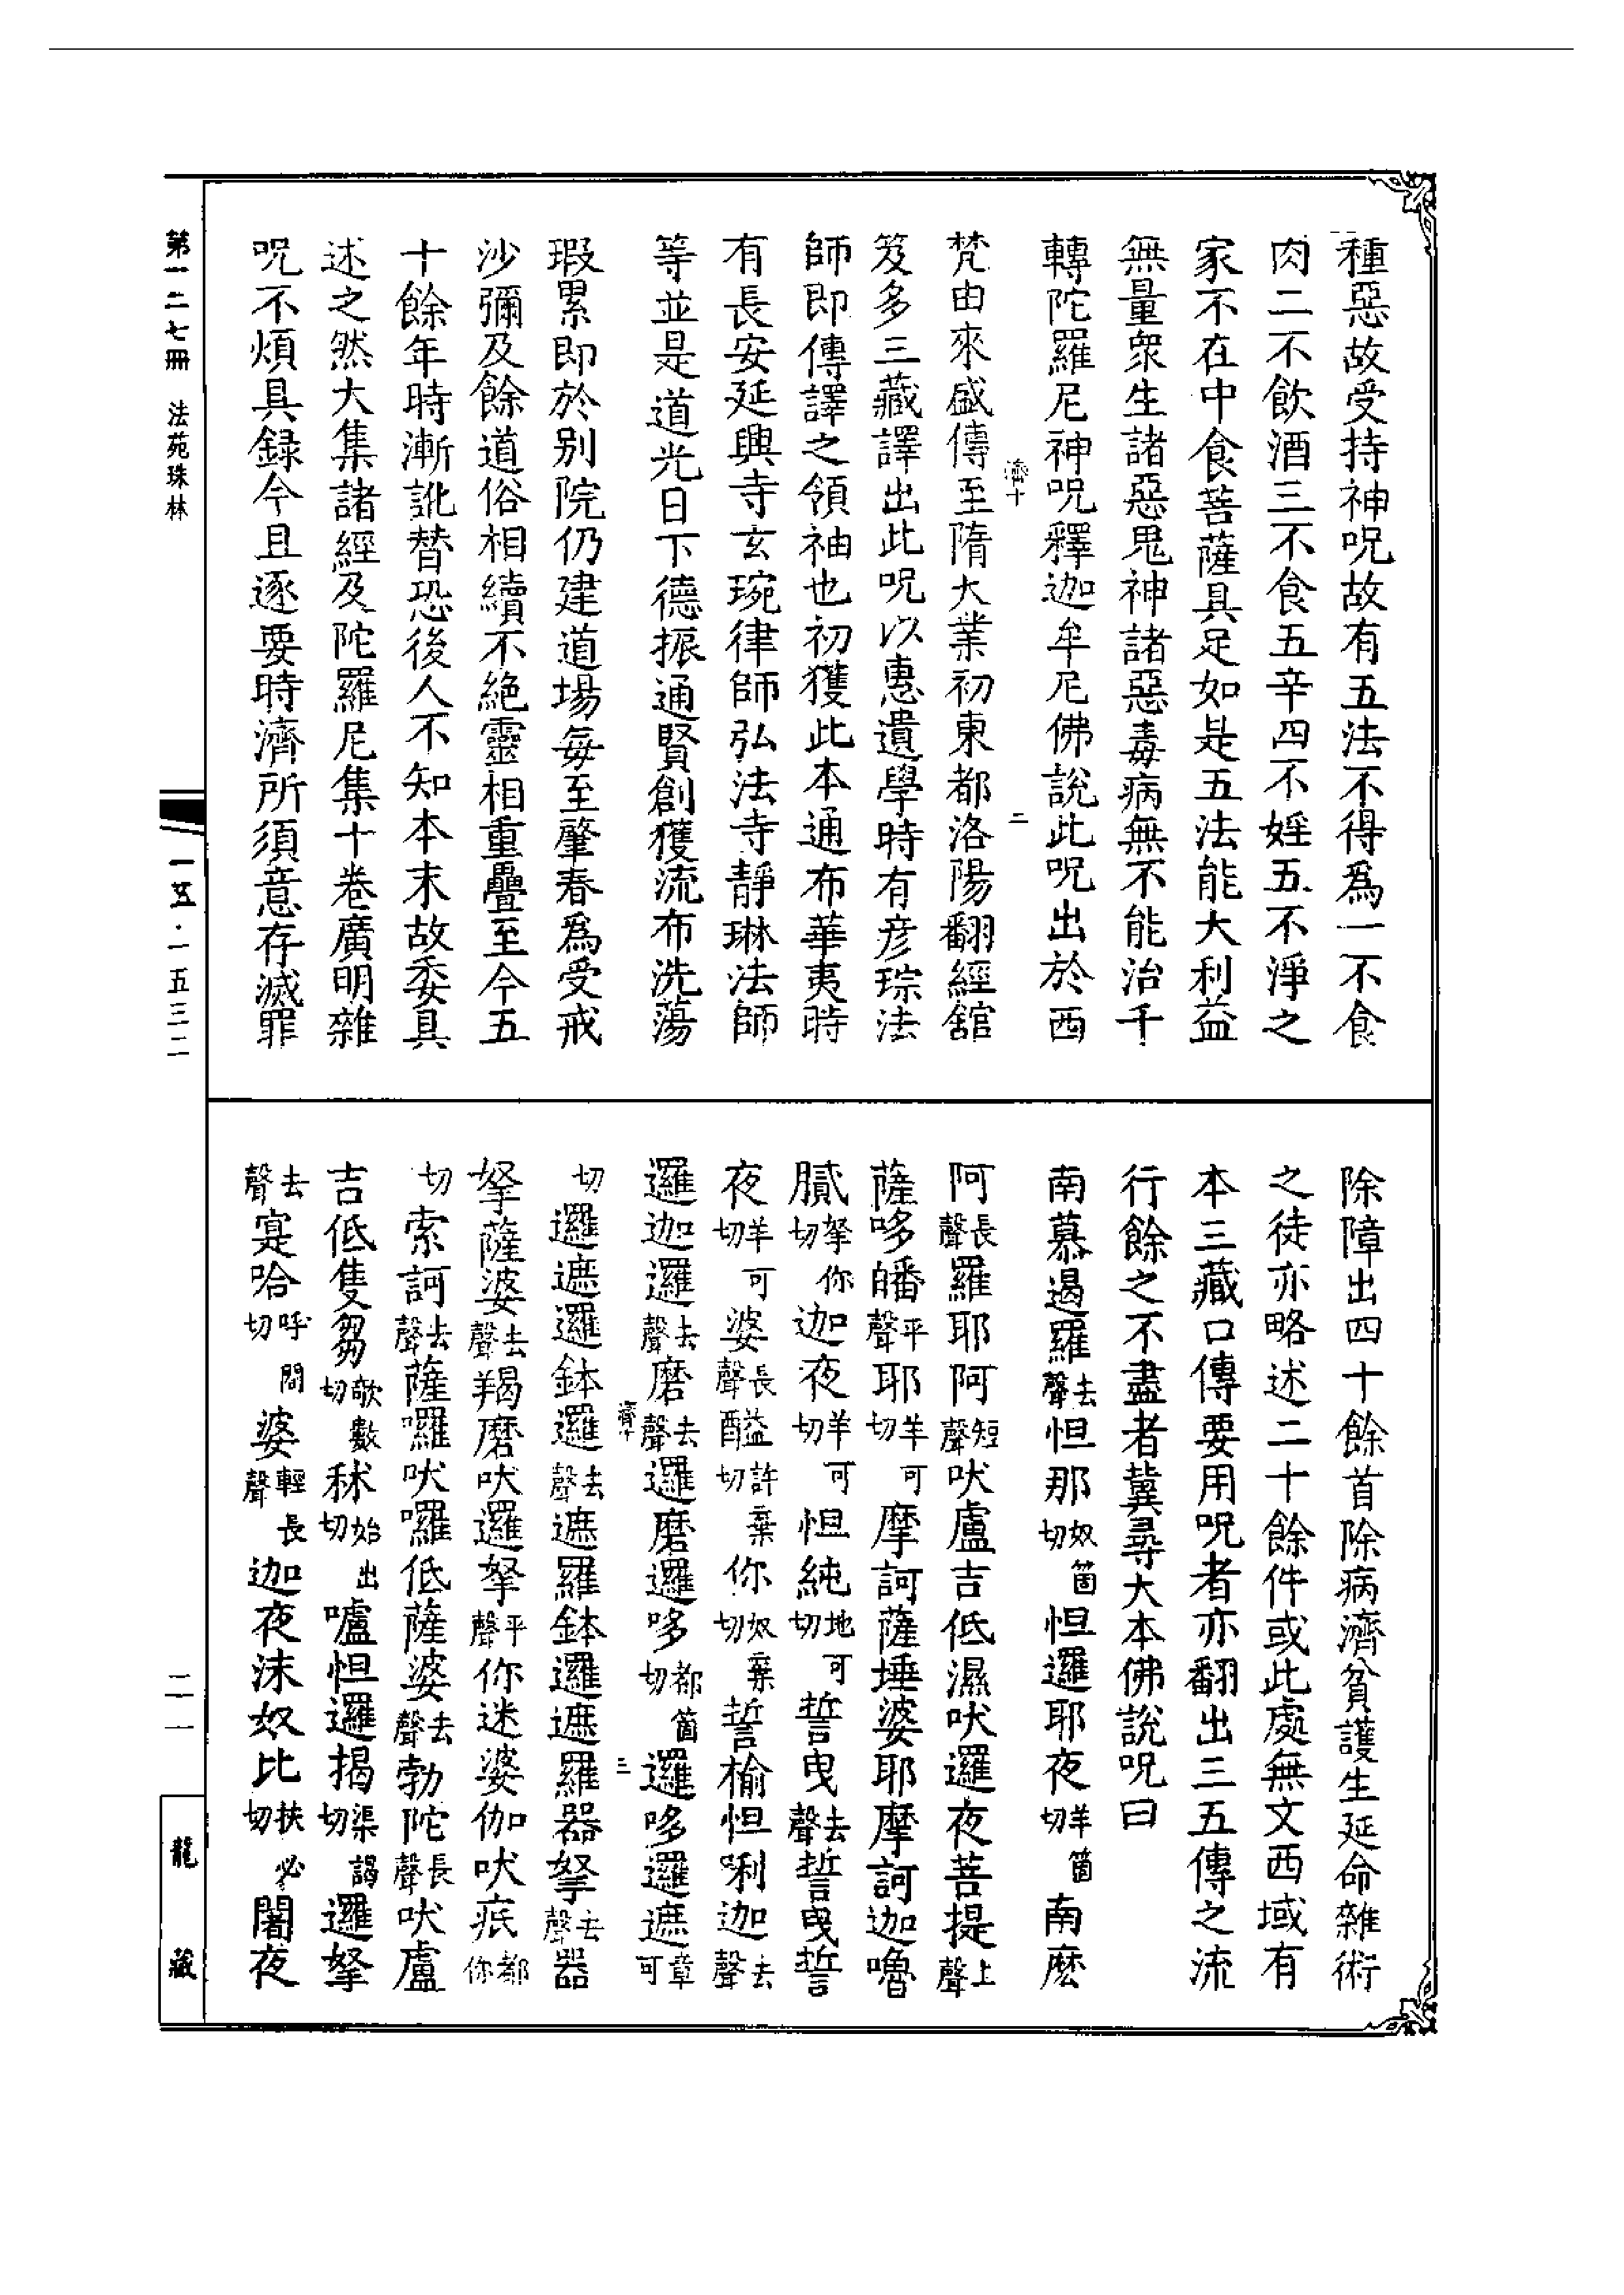 種惡故受持神呪故有五法不得爲一不食
肉二不飲酒三不食五辛四不婬五不淨之
家不在中食菩薩具足如是五法能大利益
無量衆生諸惡鬼神諸惡毒病無不能治千
轉陀羅尼神呪釋迦牟尼佛說此呪出於西
濟十 二
梵由來盛傳至隋大業初東都洛陽翻經舘
笈多三藏譯出此呪以惠遺學時有彦琮法
師即傳譯之領袖也初獲此本通布華夷時
有長安延興寺玄琬律師弘法寺靜琳法師
等並是道光日下德振通賢創獲流布洗蕩
瑕累即於别院仍建道場每至肇春爲受戒
沙彌及餘道俗相續不絶靈相重疊至今五
十餘年時漸訛替恐後人不知本末故委具
述之然大集諸經及陀羅尼集十卷廣明雜
呪不煩具録今且逐要時濟所須意存滅罪
除障出四十餘首除病濟貧護生延命雜術
之徒亦略述二十餘件或此處無文西域有
本三藏口傳要用呪者亦翻出三五傳之流
行餘之不盡者冀尋大本佛説呪曰
南慕遏羅去聲怛那奴箇切怛邏耶夜羊箇切南麽
阿長聲羅耶阿短聲吠盧吉低濕吠邏夜菩提上聲
薩哆皤平聲耶羊可切摩訶薩埵婆耶摩訶迦嚕
膩拏你切迦夜羊可切怛純地可切誓曳去聲誓曳誓
夜羊可切婆長聲醯許棄切你奴棄切誓榆怛唎迦去聲
邏迦邏去聲磨去聲邏磨邏哆都箇切邏哆邏遮章可
濟十 三
切邏遮邏鉢邏去聲遮羅鉢邏遮羅器拏去聲器
拏薩婆去聲羯磨吠邏拏平聲你迷婆伽吠疧都你
切索訶去聲薩囉吠囉低薩婆去聲勃陀長聲吠盧
吉低隻芻欹數切秫始出切嚧怛邏揭渠謁切邏拏
去聲寔哈呼閤切婆輕長聲迦夜沫奴比扶必切闍夜
第一二七冊 法苑珠林
一五·一五三二
二一
龍藏